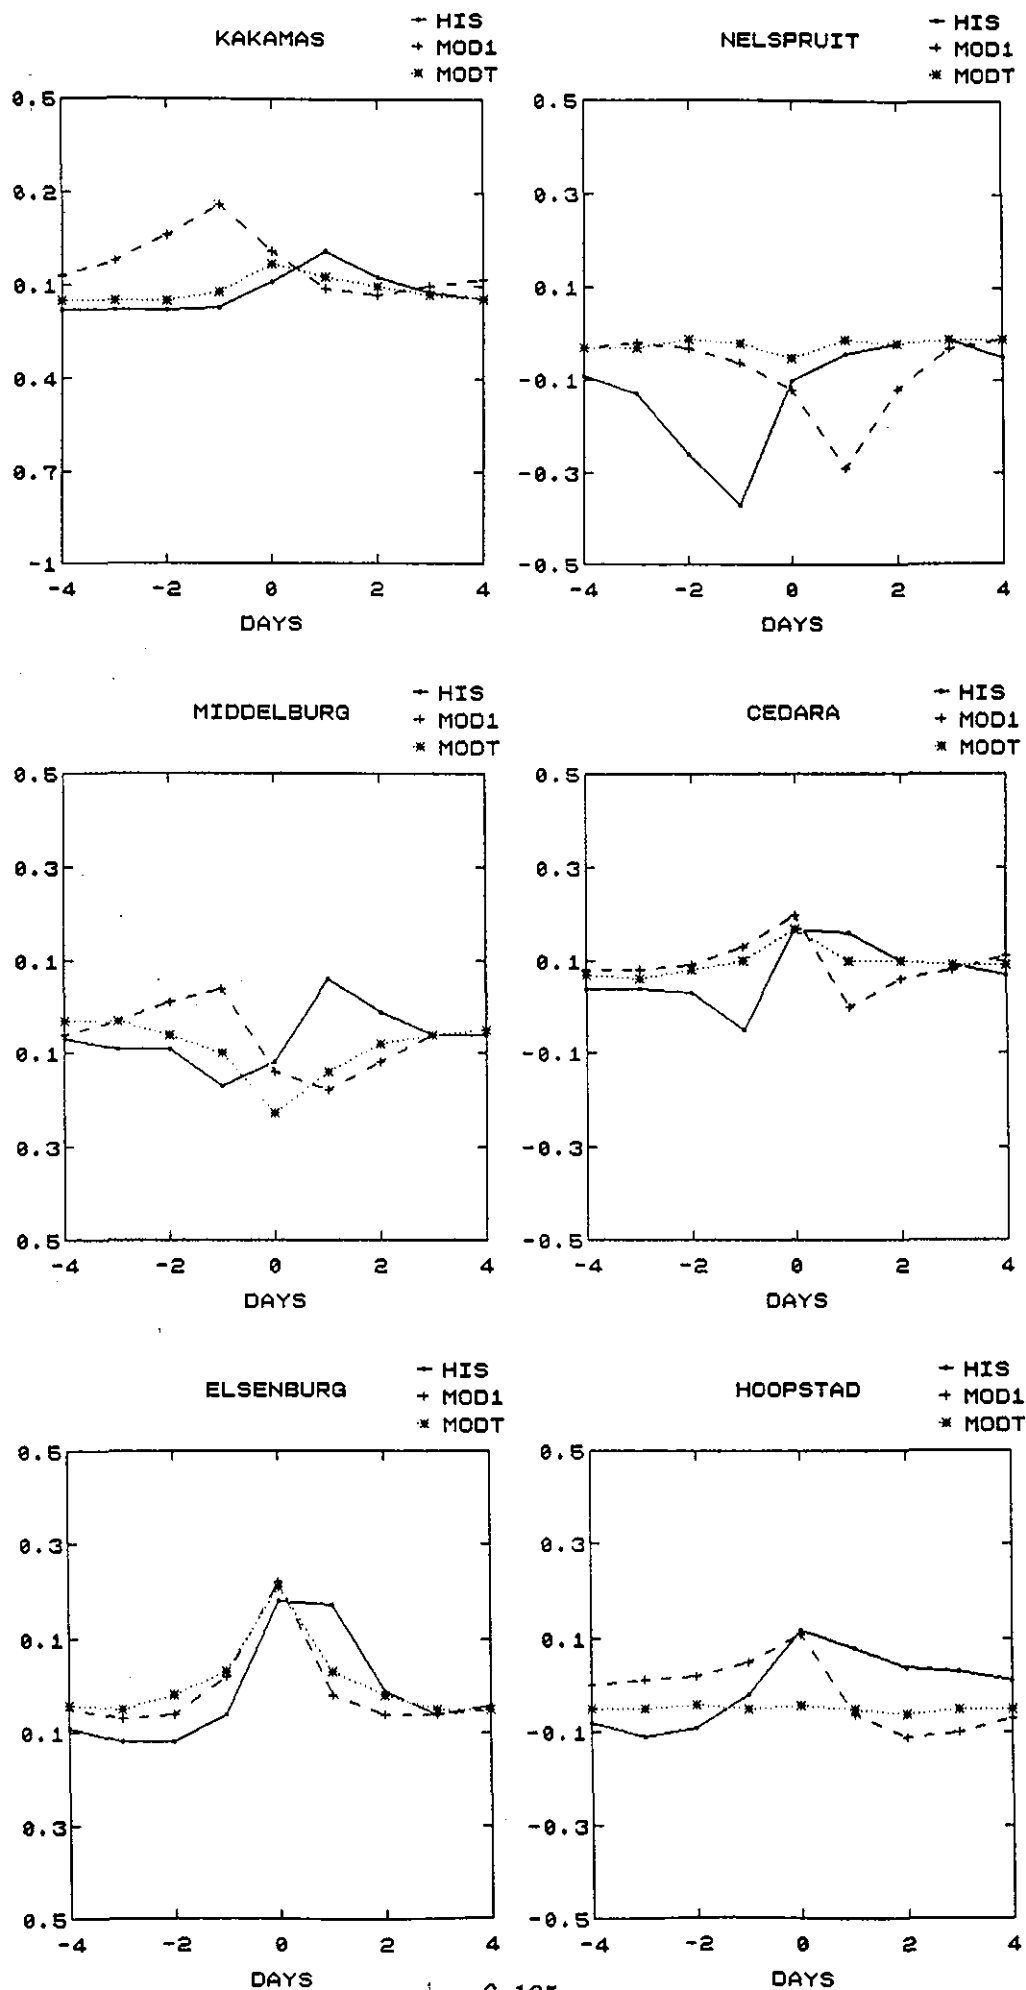 KAKAMAS
HIS
MOD1
MODT
0.5
0.2
0.1
0.4
0.7
-1
-4 -2 0 2 4
DAYS
NELSPRUIT
HIS
MOD1
MODT
0.5
0.3
0.1
-0.1
-0.3
-0.5
-4 -2 0 2 4
DAYS
MIDDELBURG
HIS
MOD1
MODT
0.5
0.3
0.1
0.1
0.3
0.5
-4 -2 0 2 4
DAYS
CEDARA
HIS
MOD1
MODT
0.5
0.3
0.1
-0.1
-0.3
-0.5
-4 -2 0 2 4
DAYS
ELSENBURG
HIS
MOD1
MODT
0.5
0.3
0.1
0.1
0.3
0.5
-4 -2 0 2 4
DAYS
HOOPSTAD
HIS
MOD1
MODT
0.5
0.3
0.1
-0.1
-0.3
-0.5
-4 -2 0 2 4
DAYS